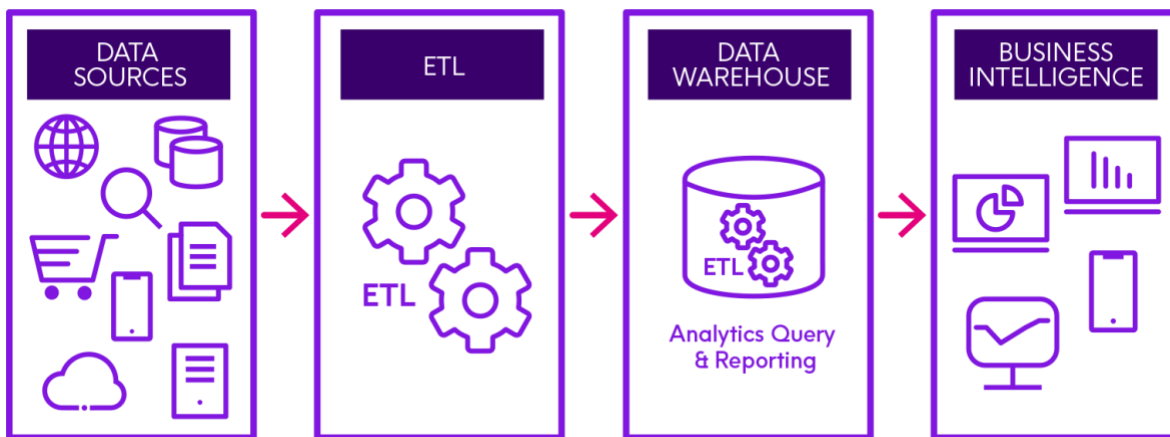 DATA
SOURCES
ETL
ETL
DATA
WAREHOUSE
ETL
Analytics Query
& Reporting
BUSINESS
INTELLIGENCE